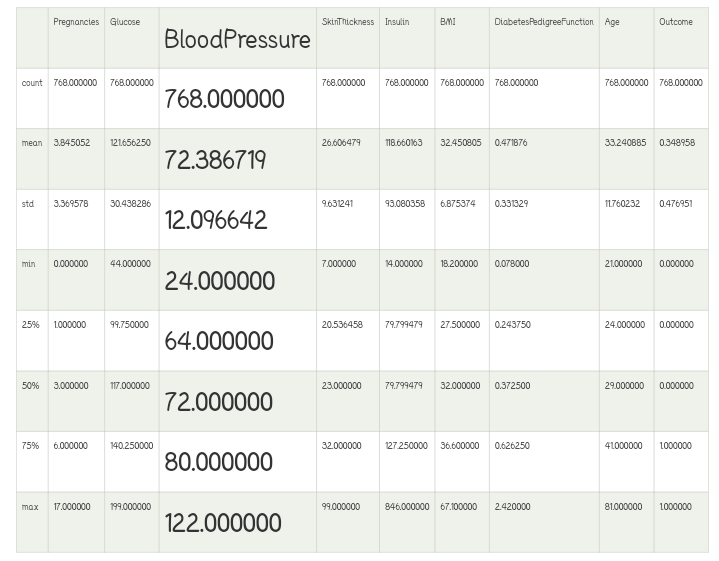 Pregnancies Glucose BloodPressure SkinThickness Insulin BMI DiabetesPedigreeFunction Age Outcome
count 768.000000 768.000000 768.000000 768.000000 768.000000 768.000000 768.000000 768.000000 768.000000
mean 3.845052 121.656250 72.386719 26.606479 118.660163 32.450805 0.471876 33.240885 0.348958
std 3.369578 30.438286 12.096642 9.631241 93.080358 6.875374 0.331329 11.760232 0.476951
min 0.000000 44.000000 24.000000 7.000000 14.000000 18.200000 0.078000 21.000000 0.000000
25% 1.000000 99.750000 64.000000 20.536458 79.799479 27.500000 0.243750 24.000000 0.000000
50% 3.000000 117.000000 72.000000 23.000000 79.799479 32.000000 0.372500 29.000000 0.000000
75% 6.000000 140.250000 80.000000 32.000000 127.250000 36.600000 0.626250 41.000000 1.000000
max 17.000000 199.000000 122.000000 99.000000 846.000000 67.100000 2.420000 81.000000 1.000000